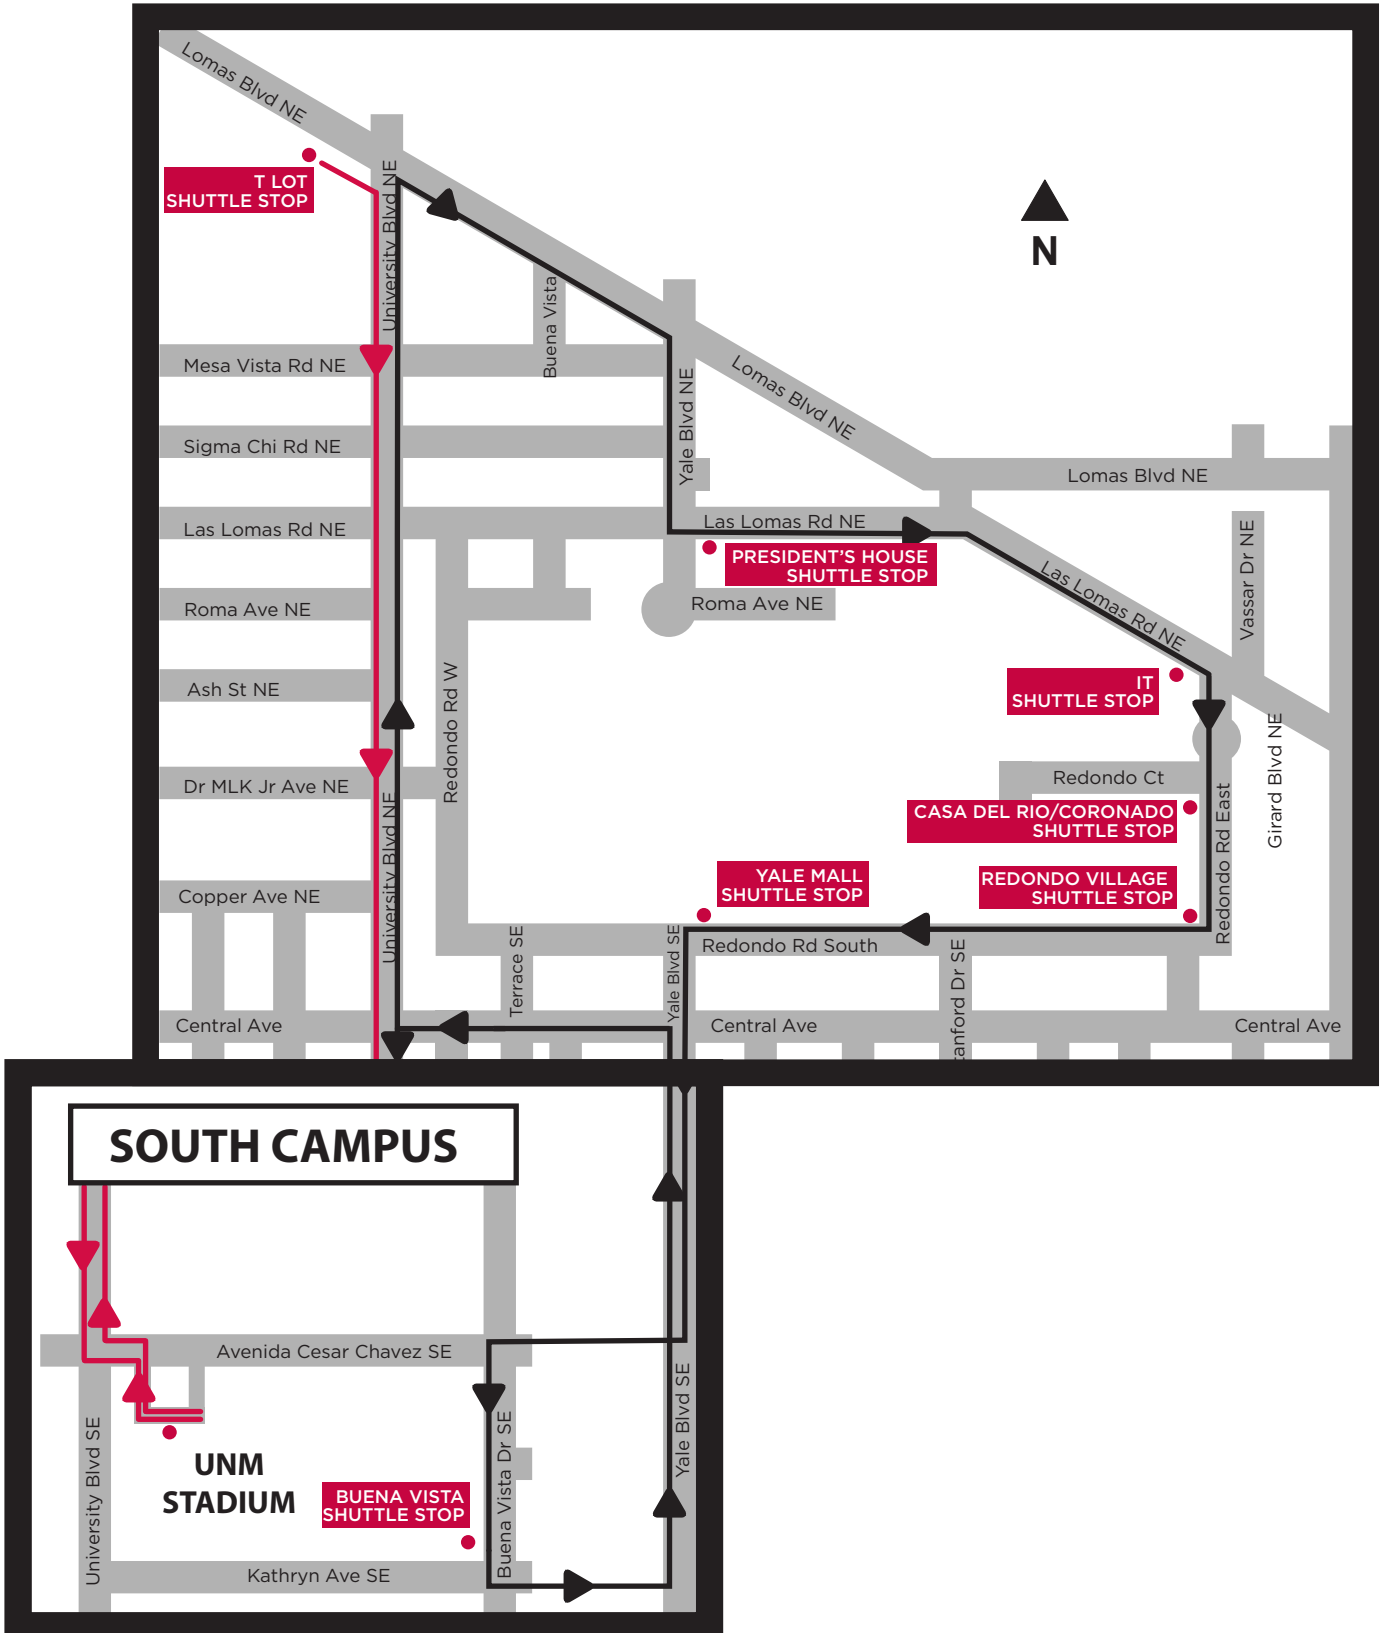 Lomas Blvd NE
T LOT
SHUTTLE STOP
University Blvd NE
N
Buena Vista
Mesa Vista Rd NE
Lomas Blvd NE
Yale Blvd NE
Sigma Chi Rd NE
Lomas Blvd NE
Las Lomas Rd NE
Las Lomas Rd NE
Vassar Dr NE
PRESIDENT'S HOUSE
SHUTTLE STOP
Las Lomas Rd NE
Roma Ave NE
Roma Ave NE
IT
SHUTTLE STOP
Ash St NE
Redondo Rd W
Girard Blvd NE
Dr MLK Jr Ave NE
Redondo Ct
CASA DEL RIO/CORONADO
SHUTTLE STOP
Redondo Rd East
University Blvd NE
YALE MALL
SHUTTLE STOP
REDONDO VILLAGE
SHUTTLE STOP
Copper Ave NE
Redondo Rd South
Terrace SE
Yale Blvd SE
tanford Dr SE
Central Ave
Central Ave
Central Ave
SOUTH CAMPUS
Avenida Cesar Chavez SE
Yale Blvd SE
University Blvd SE
UNM
STADIUM
Buena Vista Dr SE
BUENA VISTA
SHUTTLE STOP
Kathryn Ave SE